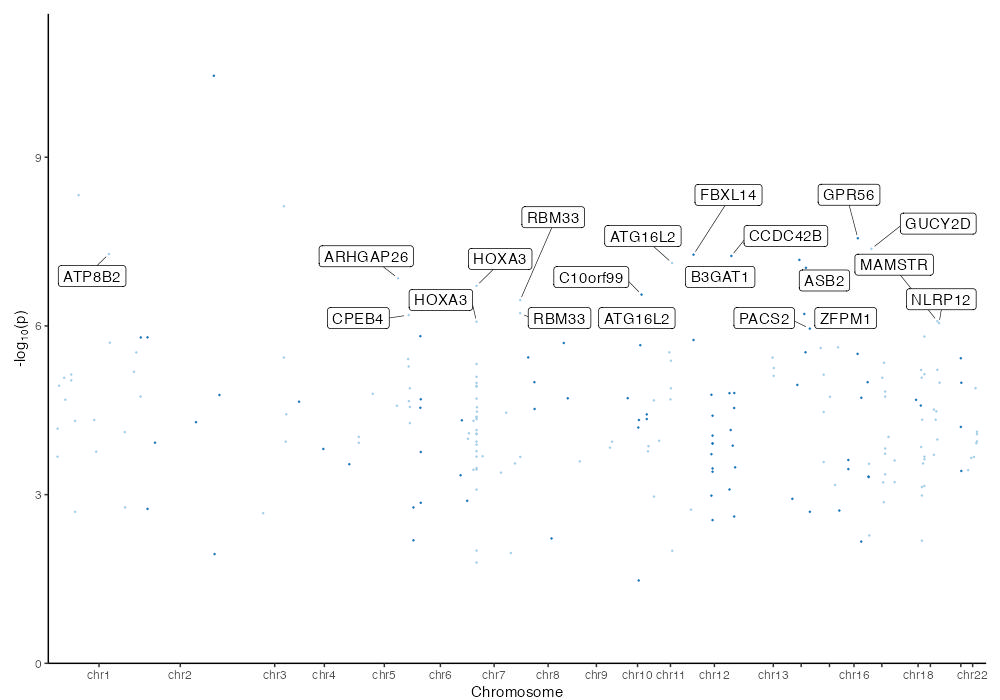 9
6
3
0
-log10(p)
FBXL14
GPR56
RBM33
GUCY2D
ATG16L2
CCDC42B
ARHGAP26
HOXA3
MAMSTR
ATP8B2
C10orf99
B3GAT1
ASB2
HOXA3
NLRP12
CPEB4
RBM33
ATG16L2
PACS2
ZFPM1
chr1 chr2 chr3 chr4 chr5 chr6 chr7 chr8 chr9 chr10 chr11 chr12 chr13 chr16 chr18 chr22
Chromosome